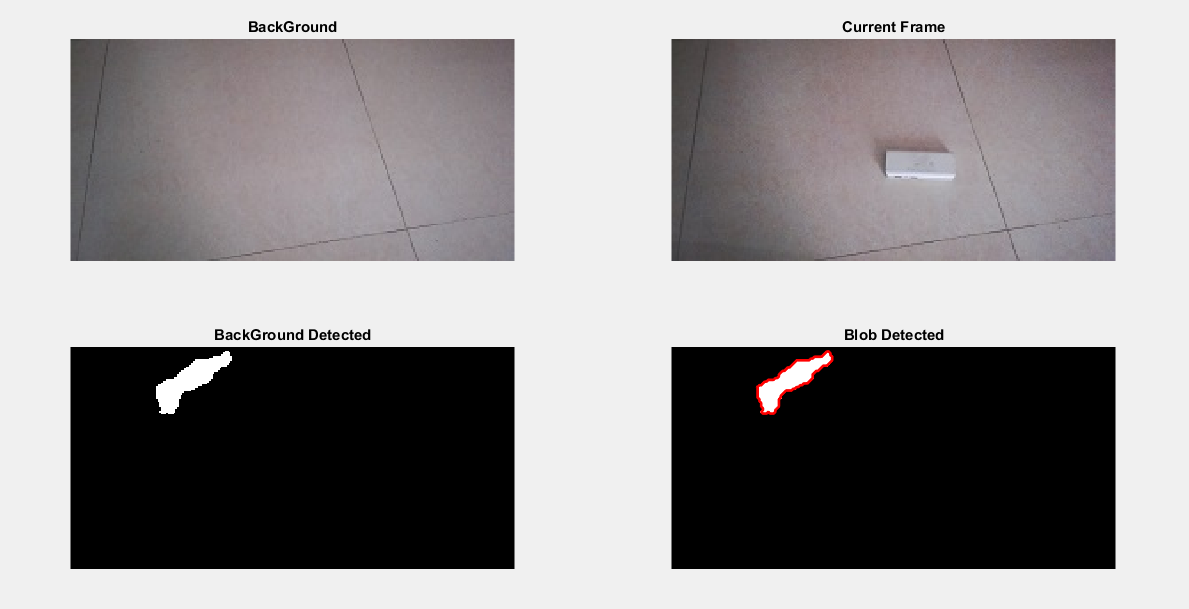 BackGround
Current Frame
BackGround Detected
Blob Detected